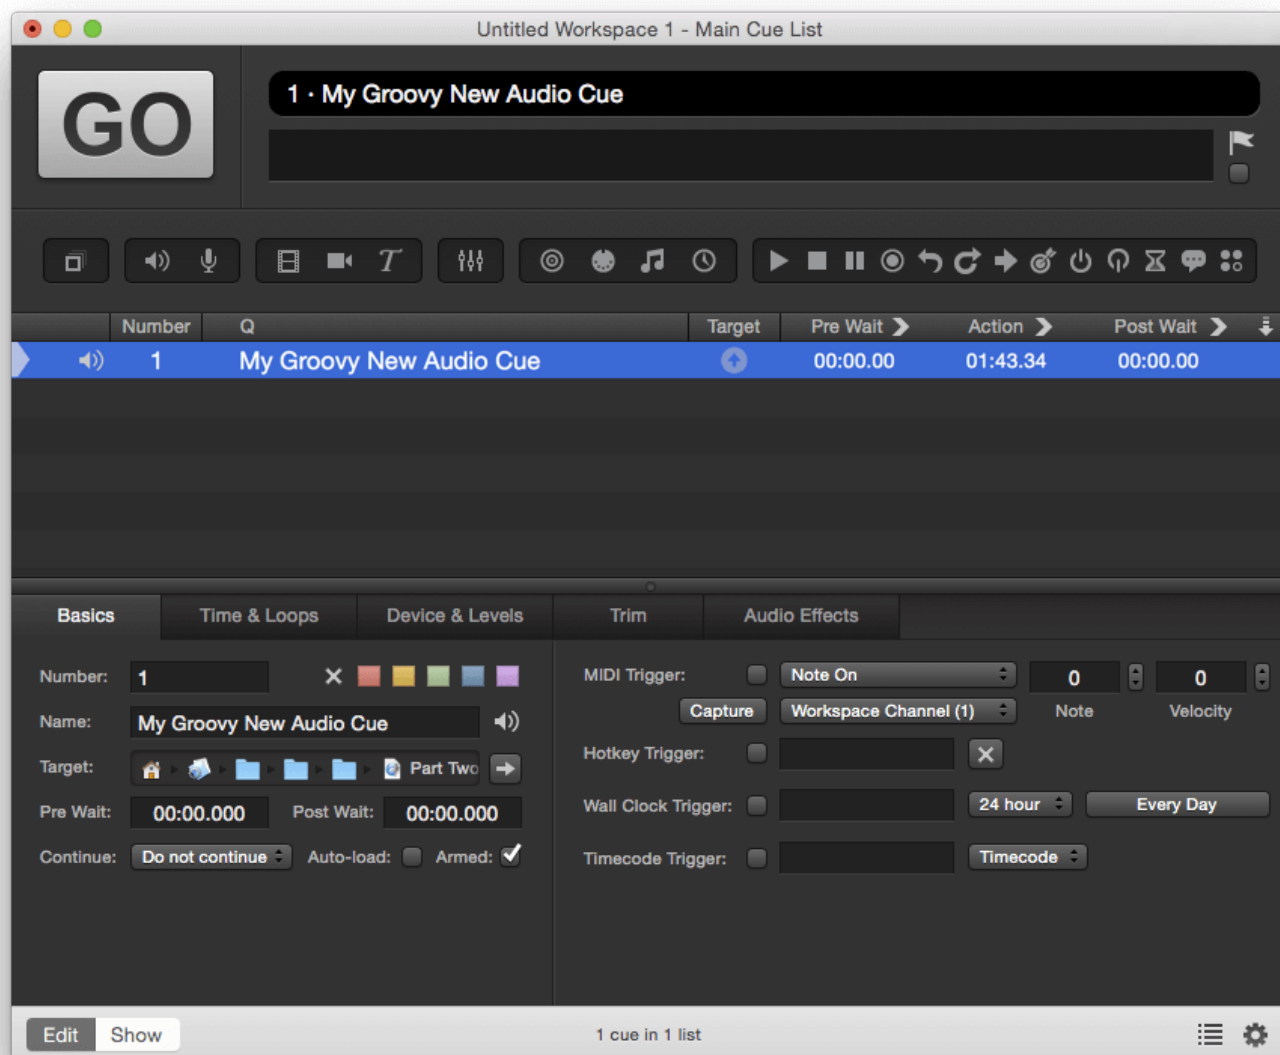 Untitled Workspace 1 - Main Cue List
GO
1 · My Groovy New Audio Cue
T
Number Q Target Pre Wait Action Post Wait
1 My Groovy New Audio Cue 00:00.00 01:43.34 00:00.00
Basics Time & Loops Device & Levels Trim Audio Effects
Number: 1
Name: My Groovy New Audio Cue
Target: Part Two
Pre Wait: 00:00.000 Post Wait: 00:00.000
Continue: Do not continue Auto-load: Armed:
MIDI Trigger: Note On 0 0
Capture Workspace Channel (1) Note Velocity
Hotkey Trigger:
Wall Clock Trigger: 24 hour Every Day
Timecode Trigger: Timecode
Edit Show 1 cue in 1 list